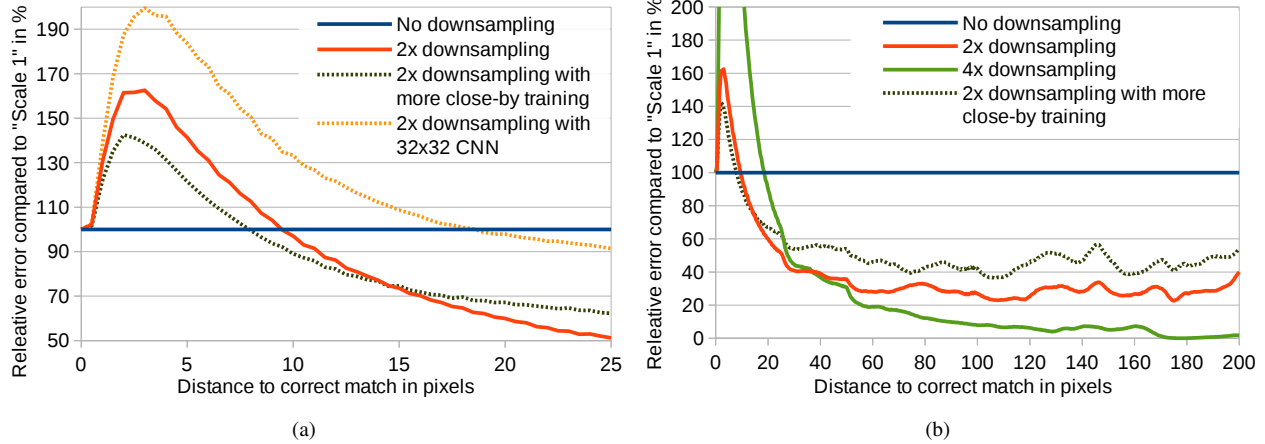 Releative error compared to "Scale 1" in %
190
170
150
130
110
90
70
50
0
5
10
15
20
25
Distance to correct match in pixels
No downsampling
2x downsampling
2x downsampling with
more close-by training
2x downsampling with
32x32 CNN
(a)
Releative error compared to "Scale 1" in %
200
180
160
140
120
100
80
60
40
20
0
0
20
40
60
80
100
120
140
160
180
200
Distance to correct match in pixels
No downsampling
2x downsampling
4x downsampling
2x downsampling with more
close-by training
(b)